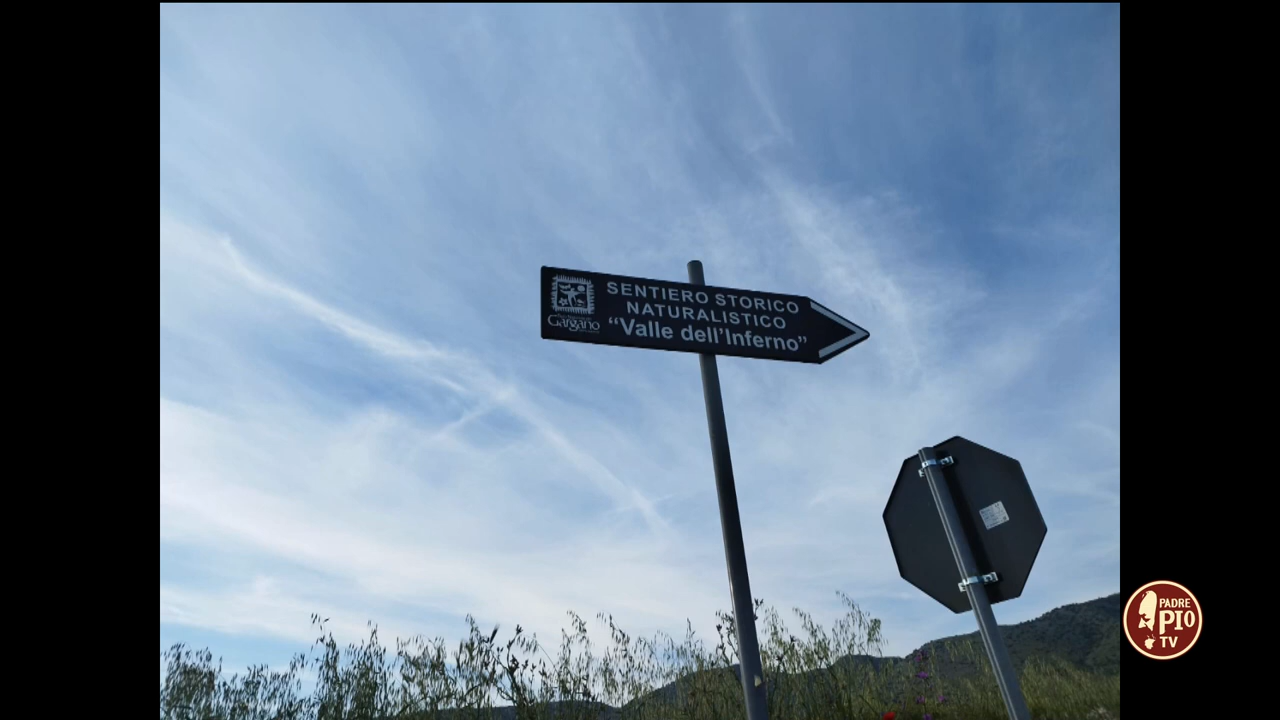 SENTIERO STORICO
NATURALISTICO
“Valle dell'Inferno”
Gargano
PADRE
PIO
TV